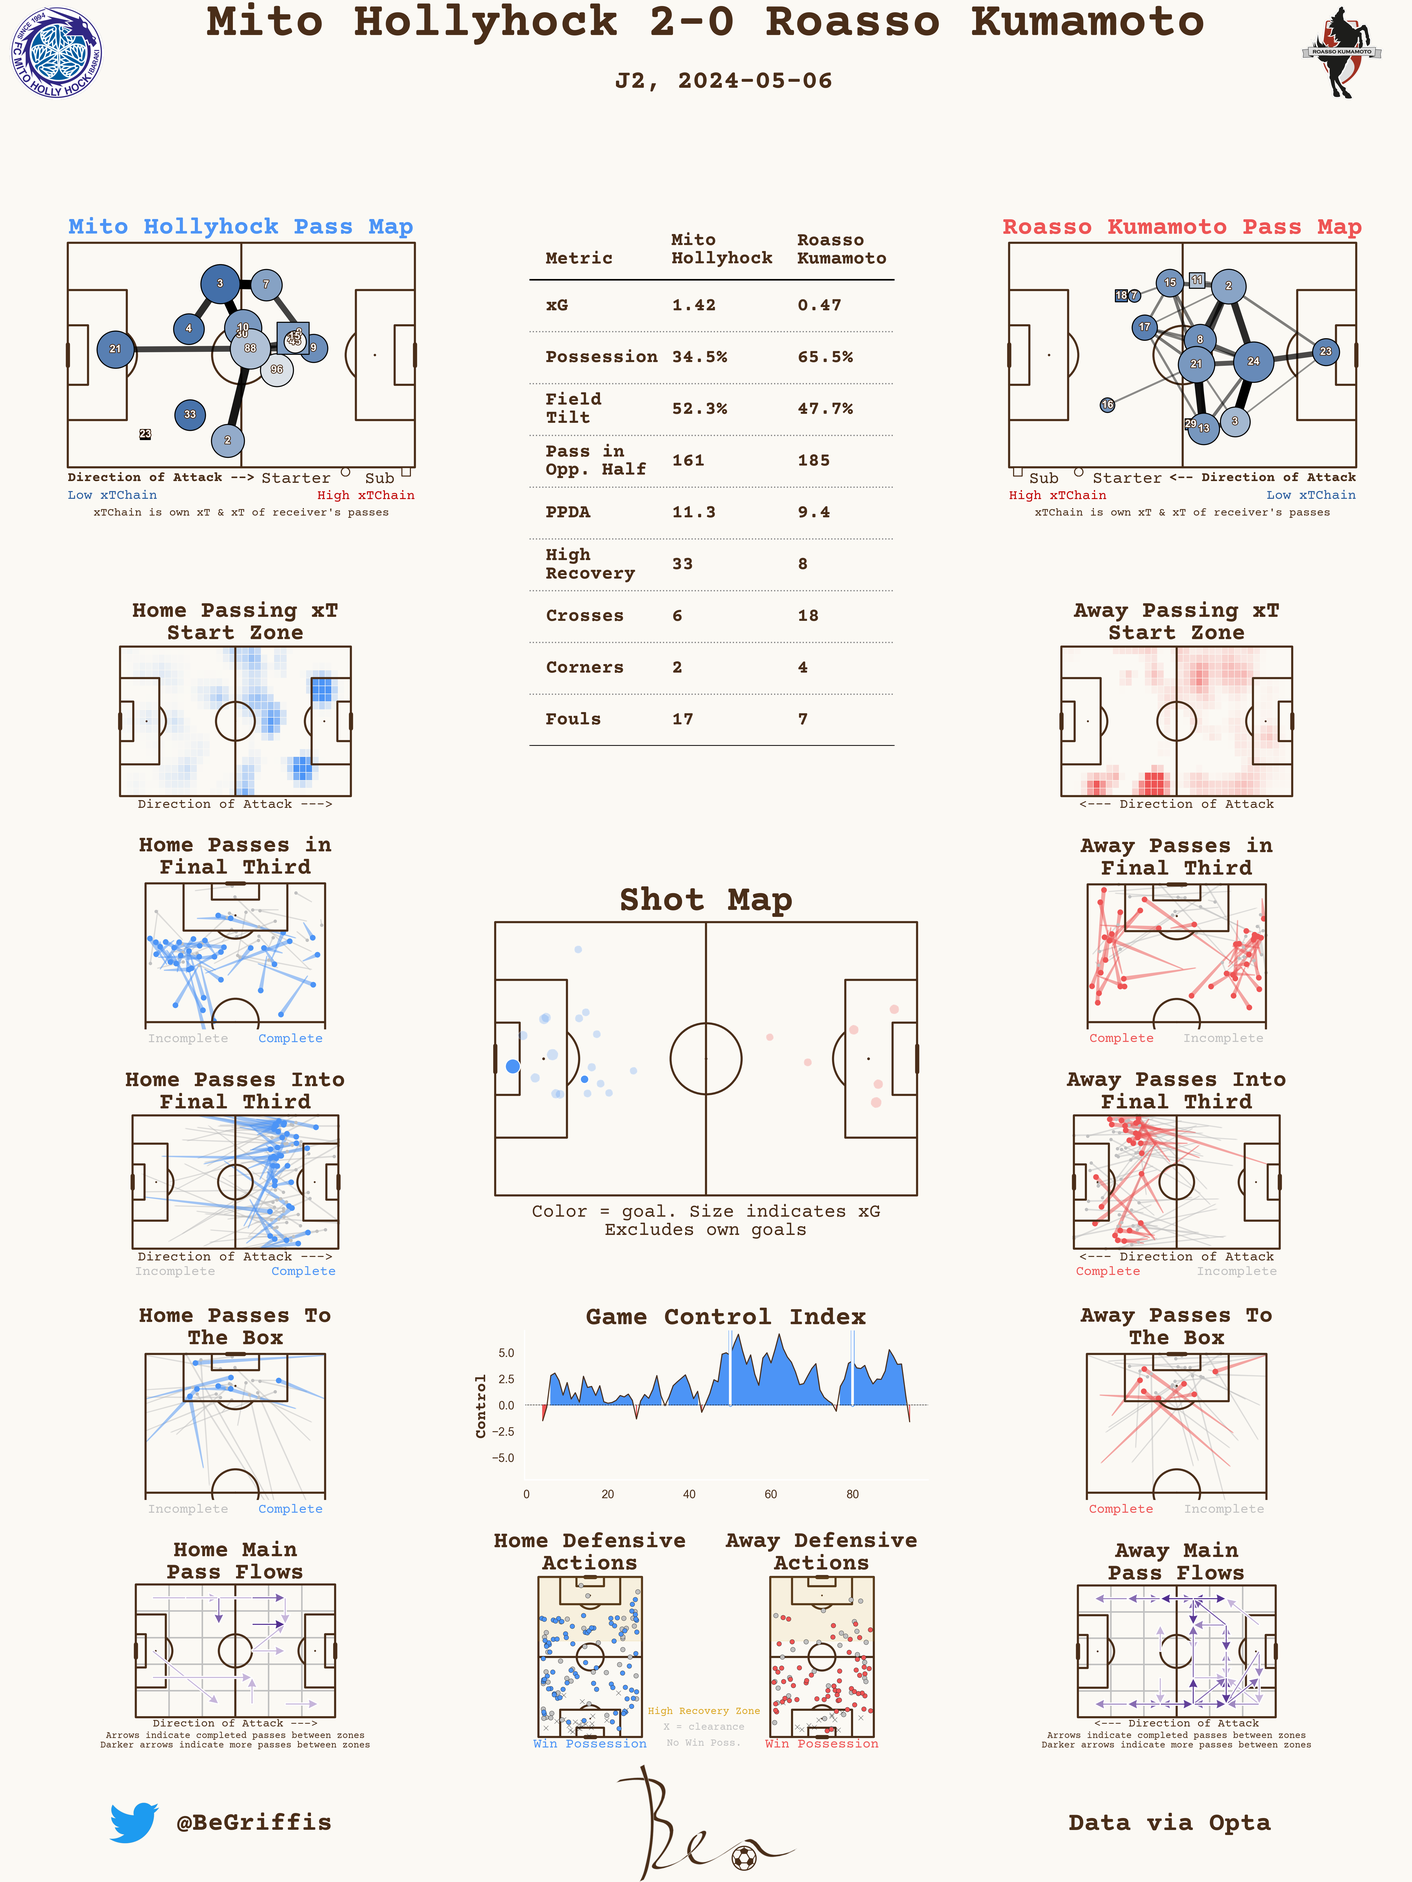 Mito Hollyhock 2-0 Roasso Kumamoto
J2, 2024-05-06
SINCE 1994
FC MITO HOLLY HOCK IBARAKI
ROASSO KUMAMOTO
Mito Hollyhock Pass Map
3
7
4
10
30
21
88
9
15
45
96
33
23
2
Direction of Attack --> Starter Sub
Low xTChain High xTChain
xTChain is own xT & xT of receiver's passes
Metric Mito Hollyhock Roasso Kumamoto
xG 1.42 0.47
Possession 34.5% 65.5%
Field Tilt 52.3% 47.7%
Pass in Opp. Half 161 185
PPDA 11.3 9.4
High Recovery 33 8
Crosses 6 18
Corners 2 4
Fouls 17 7
Roasso Kumamoto Pass Map
15
11
2
18
7
17
8
21
24
23
16
29
13
3
Sub Starter <-- Direction of Attack
High xTChain Low xTChain
xTChain is own xT & xT of receiver's passes
Home Passing xT
Start Zone
Direction of Attack --->
Away Passing xT
Start Zone
<--- Direction of Attack
Home Passes in
Final Third
Incomplete Complete
Away Passes in
Final Third
Complete Incomplete
Shot Map
Color = goal. Size indicates xG
Excludes own goals
Home Passes Into
Final Third
Direction of Attack --->
Incomplete Complete
Away Passes Into
Final Third
<--- Direction of Attack
Complete Incomplete
Home Passes To
The Box
Incomplete Complete
Game Control Index
Control
5.0
2.5
0.0
−2.5
−5.0
0 20 40 60 80
Away Passes To
The Box
Complete Incomplete
Home Main
Pass Flows
Direction of Attack --->
Arrows indicate completed passes between zones
Darker arrows indicate more passes between zones
Home Defensive
Actions
Win Possession
Away Defensive
Actions
Win Possession
High Recovery Zone
X = clearance
No Win Poss.
Away Main
Pass Flows
<--- Direction of Attack
Arrows indicate completed passes between zones
Darker arrows indicate more passes between zones
@BeGriffis
Ben
Data via Opta